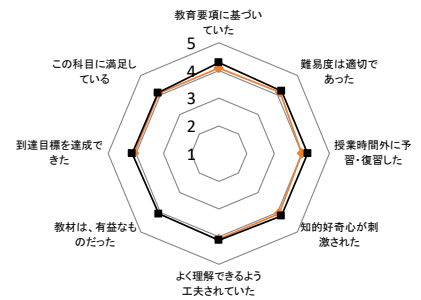 教育要項に基づい
ていた
難易度は適切で
あった
授業時間外に予
習・復習した
知的好奇心が刺
激された
よく理解できるよう
工夫されていた
教材は、有益なも
のだった
到達目標を達成で
きた
この科目に満足し
ている
5
4
3
2
1